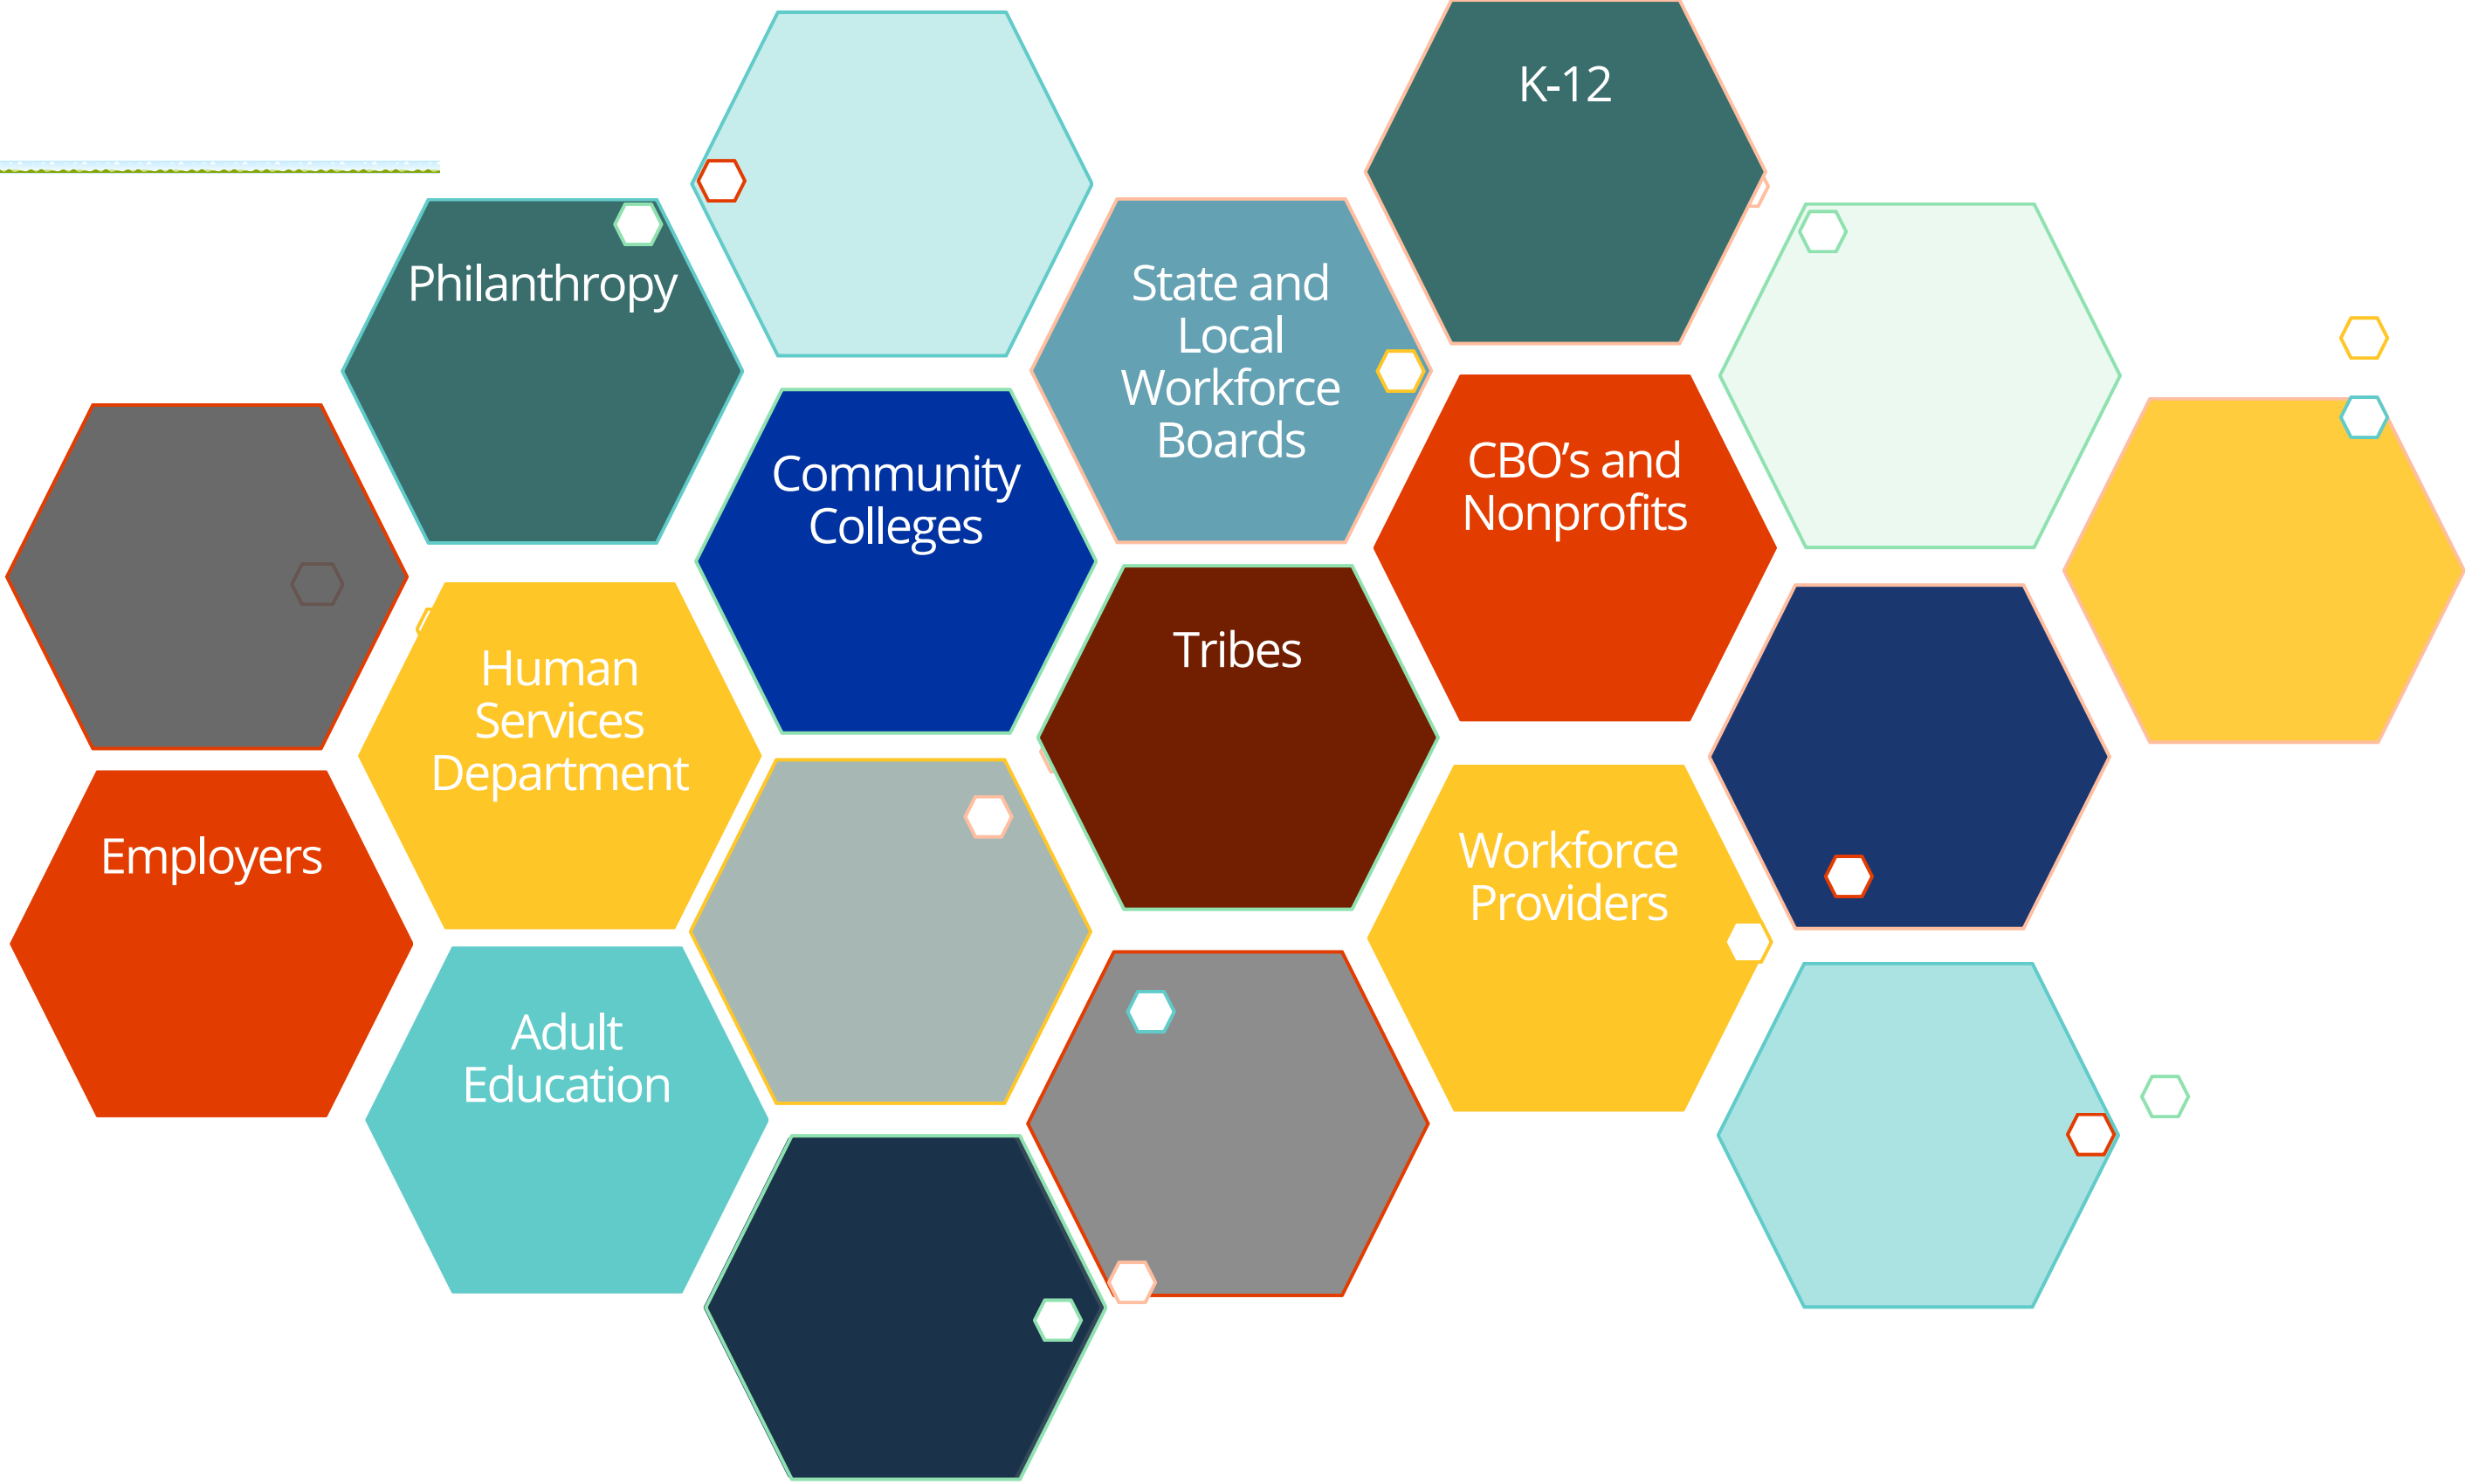 K-12
Philanthropy
State and
Local
Workforce
Boards
Community
Colleges
CBO’s and
Nonprofits
Human
Services
Department
Tribes
Employers
Workforce
Providers
Adult
Education